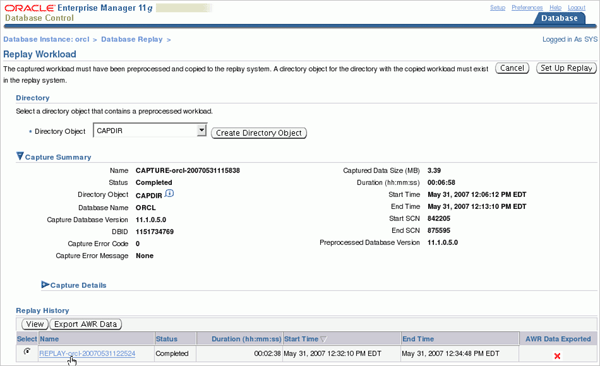 ORACLE Enterprise Manager 11g
Database Control
Setup Preferences Help Logout
Database
Database Instance: orcl > Database Replay >
Logged in As SYS
Replay Workload
The captured workload must have been preprocessed and copied to the replay system. A directory object for the directory with the copied workload must exist
in the replay system.
Cancel Set Up Replay
Directory
Select a directory object that contains a preprocessed workload.
Directory Object CAPDIR Create Directory Object
Capture Summary
Name CAPTURE-orcl-20070531115838
Status Completed
Directory Object CAPDIR
Database Name ORCL
Capture Database Version 11.1.0.5.0
DBID 1151734769
Capture Error Code 0
Capture Error Message None
Captured Data Size (MB) 3.39
Duration (hh:mm:ss) 00:06:58
Start Time May 31, 2007 12:06:12 PM EDT
End Time May 31, 2007 12:13:10 PM EDT
Start SCN 842205
End SCN 875595
Preprocessed Database Version 11.1.0.5.0
Capture Details
Replay History
View Export AWR Data
Select Name Status Duration (hh:mm:ss) Start Time End Time AWR Data Exported
REPLAY-orcl-20070531122524 Completed 00:02:38 May 31, 2007 12:32:10 PM EDT May 31, 2007 12:34:48 PM EDT